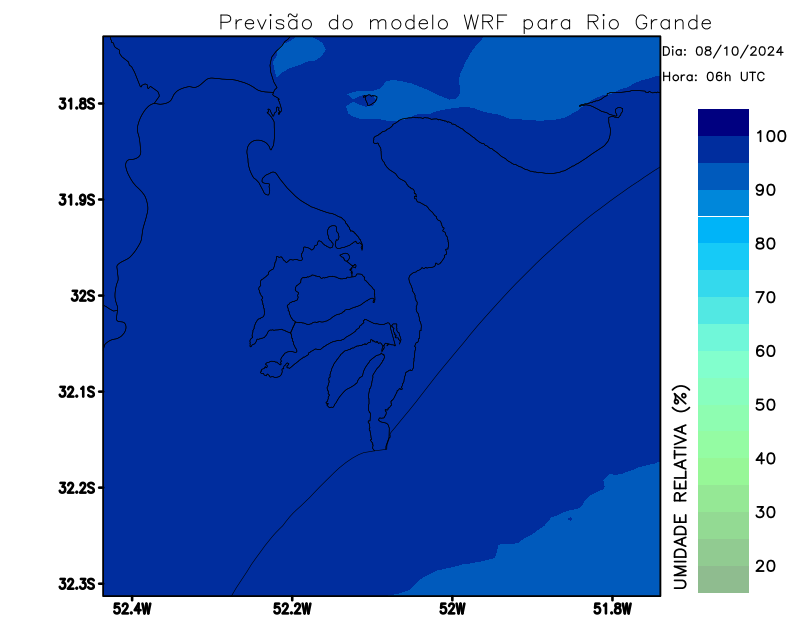 Previsão do modelo WRF para Rio Grande
Dia: 08/10/2024
Hora: 06h UTC
31.8S
31.9S
32S
32.1S
32.2S
32.3S
52.4W
52.2W
52W
51.8W
UMIDADE RELATIVA (%)
100
90
80
70
60
50
40
30
20